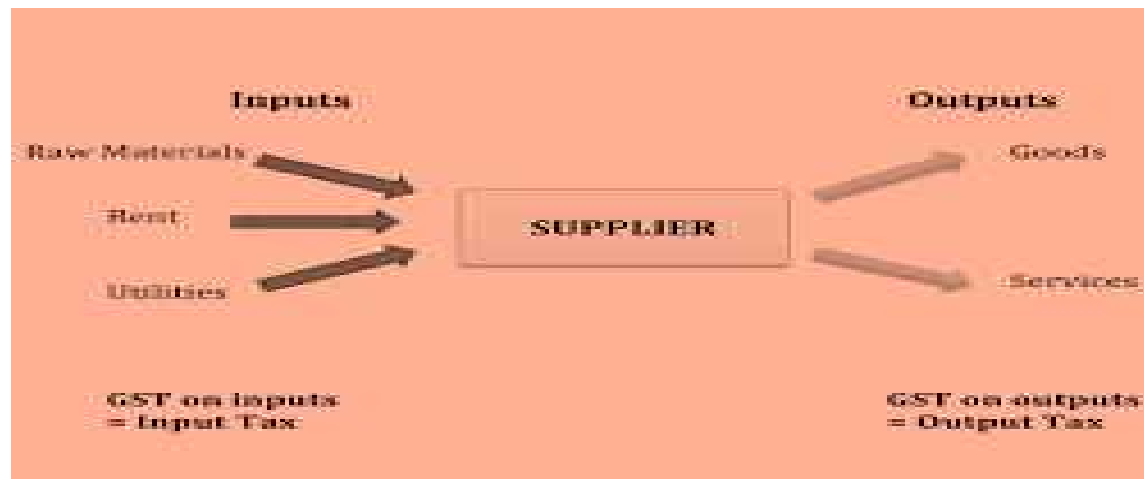 Inputs
Outputs
Raw Materials
Goods
Rent
SUPPLIER
Utilities
Services
GST on inputs
= Input Tax
GST on outputs
= Output Tax